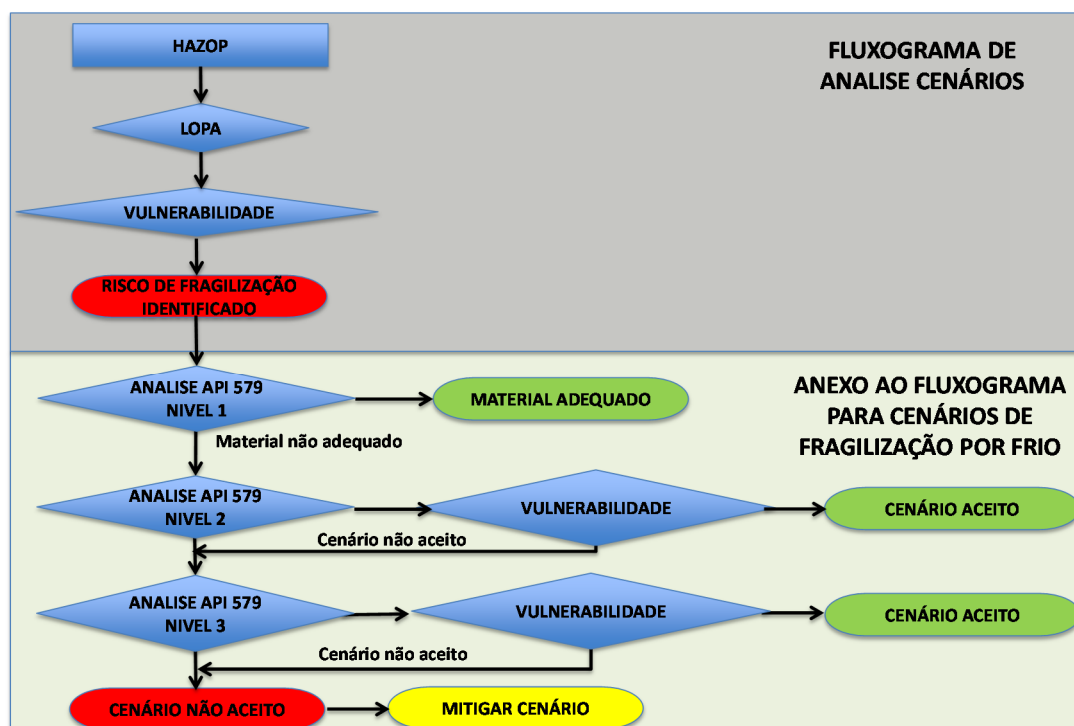 HAZOP
FLUXOGRAMA DE
ANALISE CENÁRIOS
LOPA
VULNERABILIDADE
RISCO DE FRAGILIZAÇÃO
IDENTIFICADO
ANALISE API 579
NIVEL 1
MATERIAL ADEQUADO
ANEXO AO FLUXOGRAMA
PARA CENÁRIOS DE
FRAGILIZAÇÃO POR FRIO
Material não adequado
ANALISE API 579
NIVEL 2
VULNERABILIDADE
CENÁRIO ACEITO
Cenário não aceito
ANALISE API 579
NIVEL 3
VULNERABILIDADE
CENÁRIO ACEITO
Cenário não aceito
CENÁRIO NÃO ACEITO
MITIGAR CENÁRIO